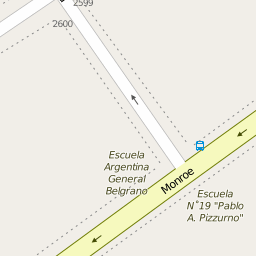 2599
2600
Escuela
Argentina
General
Belgrano
Monroe
Escuela
N°19 "Pablo
A. Pizzurno"